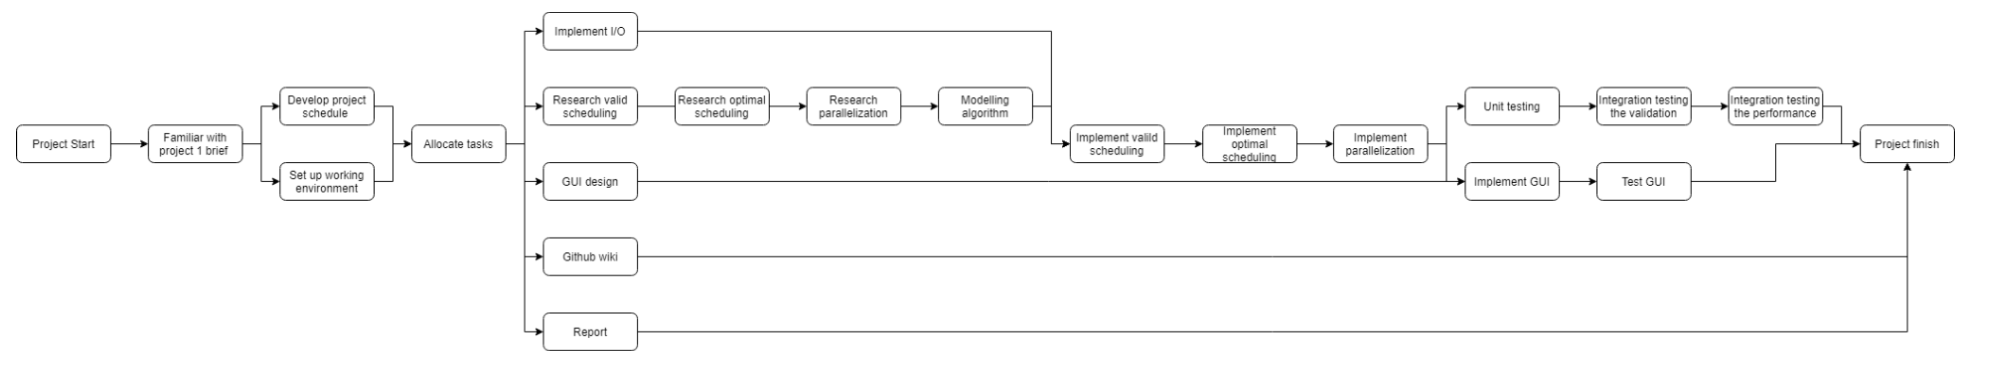 Project Start
Familiar with
project 1 brief
Develop project
schedule
Set up working
environment
Allocate tasks
Implement I/O
Research valid
scheduling
Research optimal
scheduling
Research
parallelization
Modelling
algorithm
GUI design
Github wiki
Report
Implement valild
scheduling
Implement
optimal
scheduling
Implement
parallelization
Unit testing
Integration testing
the validation
Integration testing
the performance
Implement GUI
Test GUI
Project finish